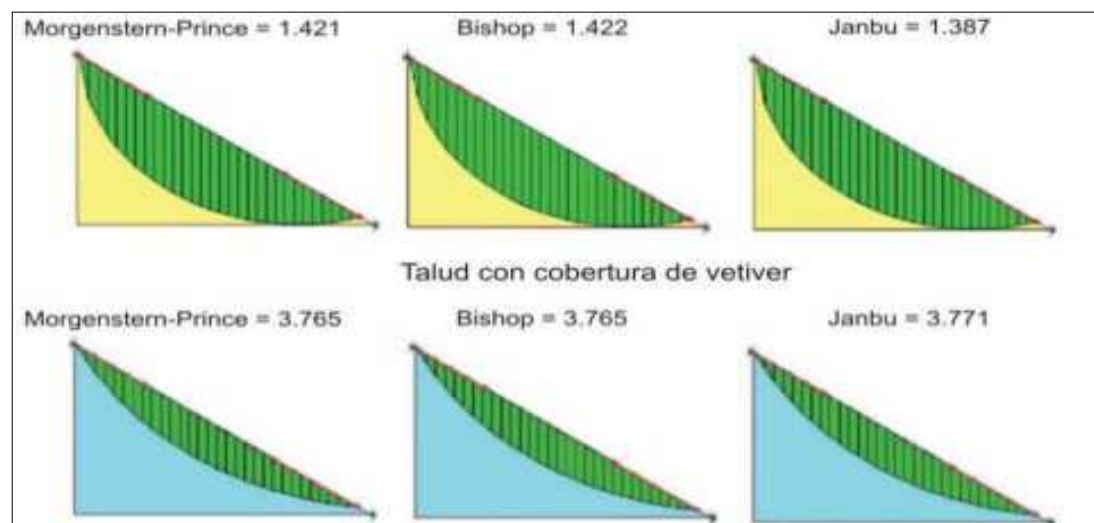 Morgenstern-Prince = 1.421
Bishop = 1.422
Janbu = 1.387
Talud con cobertura de vetiver
Morgenstern-Prince = 3.765
Bishop = 3.765
Janbu = 3.771